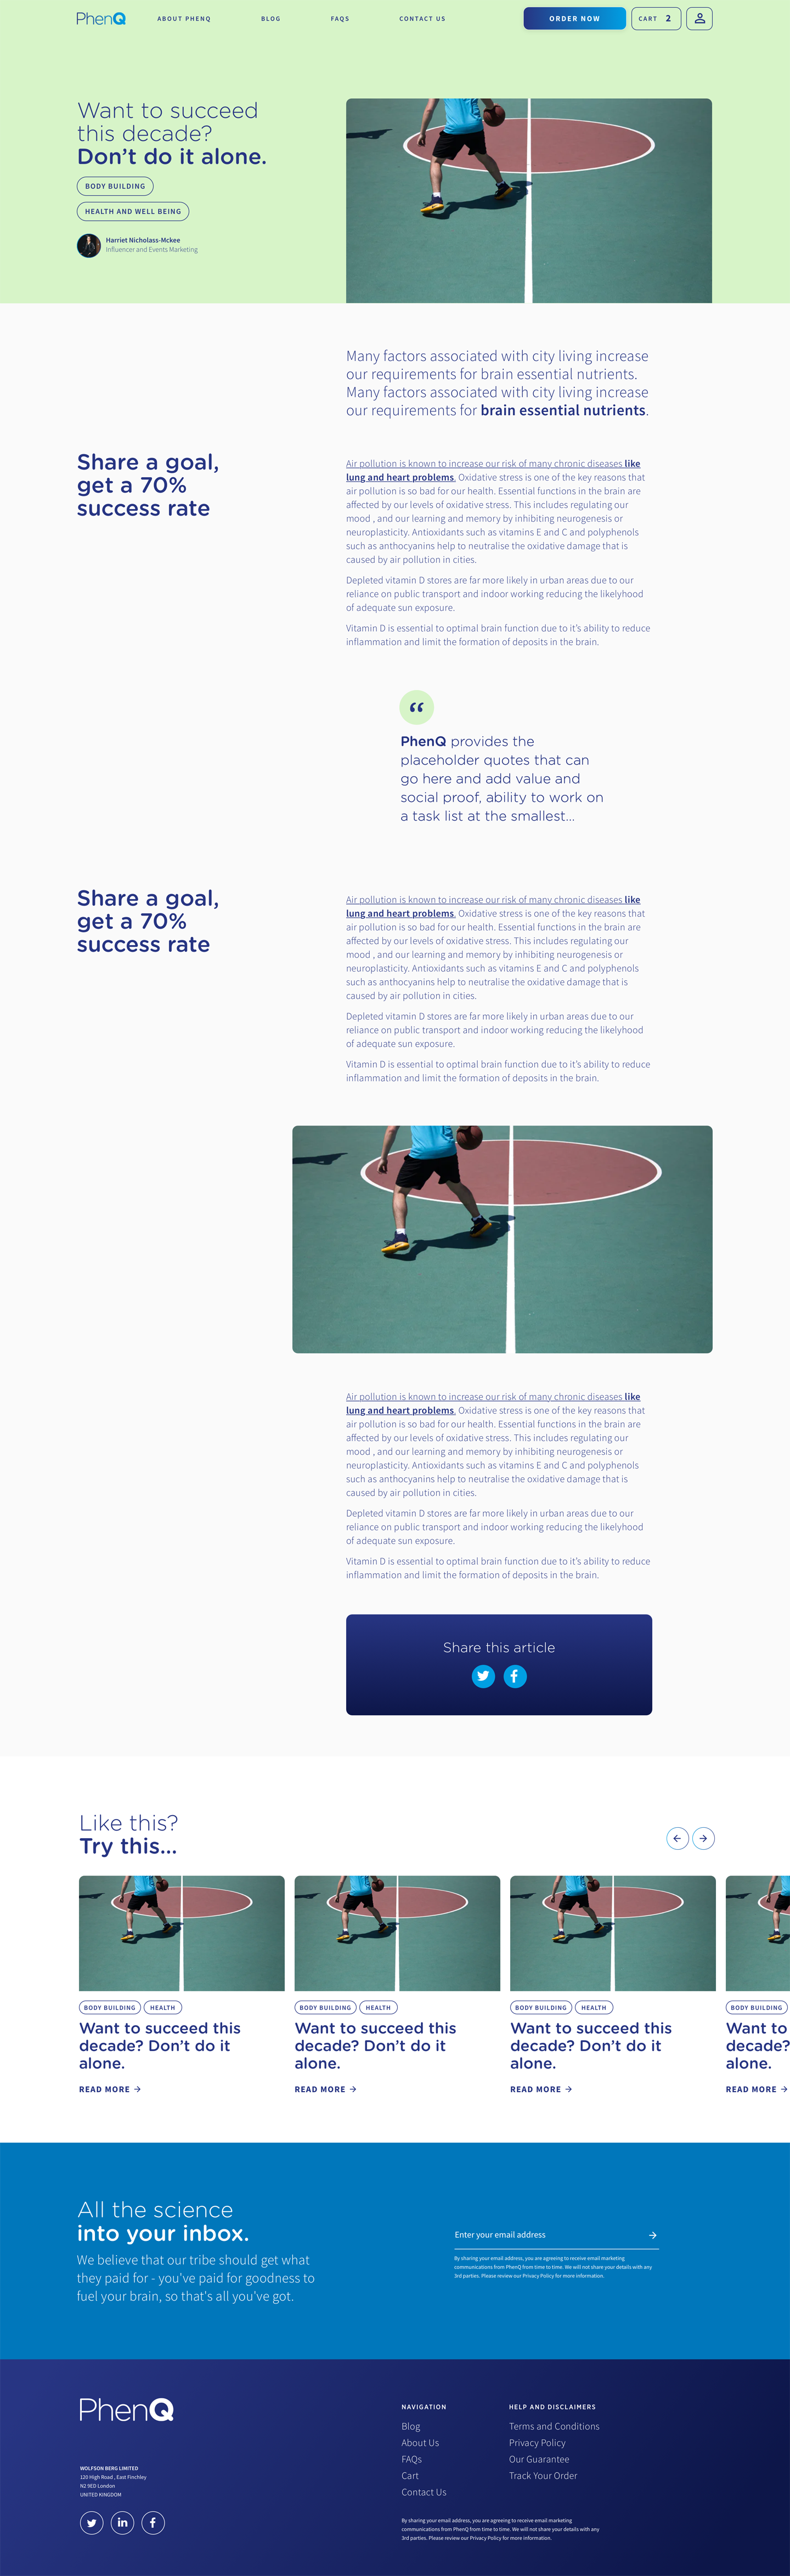 PhenQ
ABOUT PHENQ
BLOG
FAQS
CONTACT US
ORDER NOW
CART 2
Want to succeed
this decade?
Don’t do it alone.
BODY BUILDING
HEALTH AND WELL BEING
Harriet Nicholass-Mckee
Influencer and Events Marketing
Many factors associated with city living increase
our requirements for brain essential nutrients.
Many factors associated with city living increase
our requirements for brain essential nutrients.
Share a goal,
get a 70%
success rate
Air pollution is known to increase our risk of many chronic diseases like
lung and heart problems. Oxidative stress is one of the key reasons that
air pollution is so bad for our health. Essential functions in the brain are
affected by our levels of oxidative stress. This includes regulating our
mood , and our learning and memory by inhibiting neurogenesis or
neuroplasticity. Antioxidants such as vitamins E and C and polyphenols
such as anthocyanins help to neutralise the oxidative damage that is
caused by air pollution in cities.
Depleted vitamin D stores are far more likely in urban areas due to our
reliance on public transport and indoor working reducing the likelyhood
of adequate sun exposure.
Vitamin D is essential to optimal brain function due to it’s ability to reduce
inflammation and limit the formation of deposits in the brain.
“
PhenQ provides the
placeholder quotes that can
go here and add value and
social proof, ability to work on
a task list at the smallest...
Share a goal,
get a 70%
success rate
Air pollution is known to increase our risk of many chronic diseases like
lung and heart problems. Oxidative stress is one of the key reasons that
air pollution is so bad for our health. Essential functions in the brain are
affected by our levels of oxidative stress. This includes regulating our
mood , and our learning and memory by inhibiting neurogenesis or
neuroplasticity. Antioxidants such as vitamins E and C and polyphenols
such as anthocyanins help to neutralise the oxidative damage that is
caused by air pollution in cities.
Depleted vitamin D stores are far more likely in urban areas due to our
reliance on public transport and indoor working reducing the likelyhood
of adequate sun exposure.
Vitamin D is essential to optimal brain function due to it’s ability to reduce
inflammation and limit the formation of deposits in the brain.
Air pollution is known to increase our risk of many chronic diseases like
lung and heart problems. Oxidative stress is one of the key reasons that
air pollution is so bad for our health. Essential functions in the brain are
affected by our levels of oxidative stress. This includes regulating our
mood , and our learning and memory by inhibiting neurogenesis or
neuroplasticity. Antioxidants such as vitamins E and C and polyphenols
such as anthocyanins help to neutralise the oxidative damage that is
caused by air pollution in cities.
Depleted vitamin D stores are far more likely in urban areas due to our
reliance on public transport and indoor working reducing the likelyhood
of adequate sun exposure.
Vitamin D is essential to optimal brain function due to it’s ability to reduce
inflammation and limit the formation of deposits in the brain.
Share this article
Like this?
Try this...
BODY BUILDING HEALTH
Want to succeed this
decade? Don’t do it
alone.
READ MORE
BODY BUILDING HEALTH
Want to succeed this
decade? Don’t do it
alone.
READ MORE
BODY BUILDING HEALTH
Want to succeed this
decade? Don’t do it
alone.
READ MORE
BODY BUILDING
Want to
decade?
alone.
READ MORE
All the science
into your inbox.
We believe that our tribe should get what
they paid for - you've paid for goodness to
fuel your brain, so that's all you've got.
Enter your email address
By sharing your email address, you are agreeing to receive email marketing
communications from PhenQ from time to time. We will not share your details with any
3rd parties. Please review our Privacy Policy for more information.
PhenQ
WOLFSON BERG LIMITED
120 High Road , East Finchley
N2 9ED London
UNITED KINGDOM
NAVIGATION
Blog
About Us
FAQs
Cart
Contact Us
HELP AND DISCLAIMERS
Terms and Conditions
Privacy Policy
Our Guarantee
Track Your Order
By sharing your email address, you are agreeing to receive email marketing
communications from PhenQ from time to time. We will not share your details with any
3rd parties. Please review our Privacy Policy for more information.